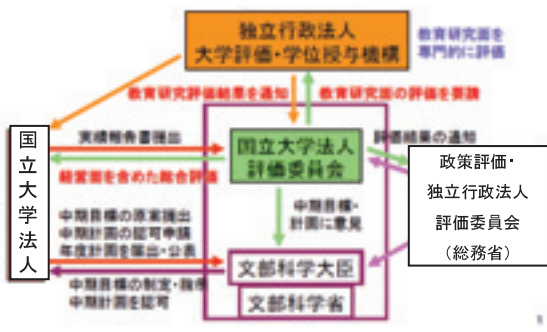 独立行政法人
大学評価・学位授与機構
教育研究面を
専門的に評価
教育研究評価結果を通知
教育研究面の評価を要請
国立大学法人
実績報告書提出
経営面を含めた総合評価
国立大学法人
評価委員会
評価結果の通知
政策評価・
独立行政法人
評価委員会
（総務省）
中期目標・
計画に意見
中期目標の原案提出
中期計画の認可申請
年度計画を届出・公表
文部科学大臣
文部科学省
中期目標の制定・指示
中期計画を認可